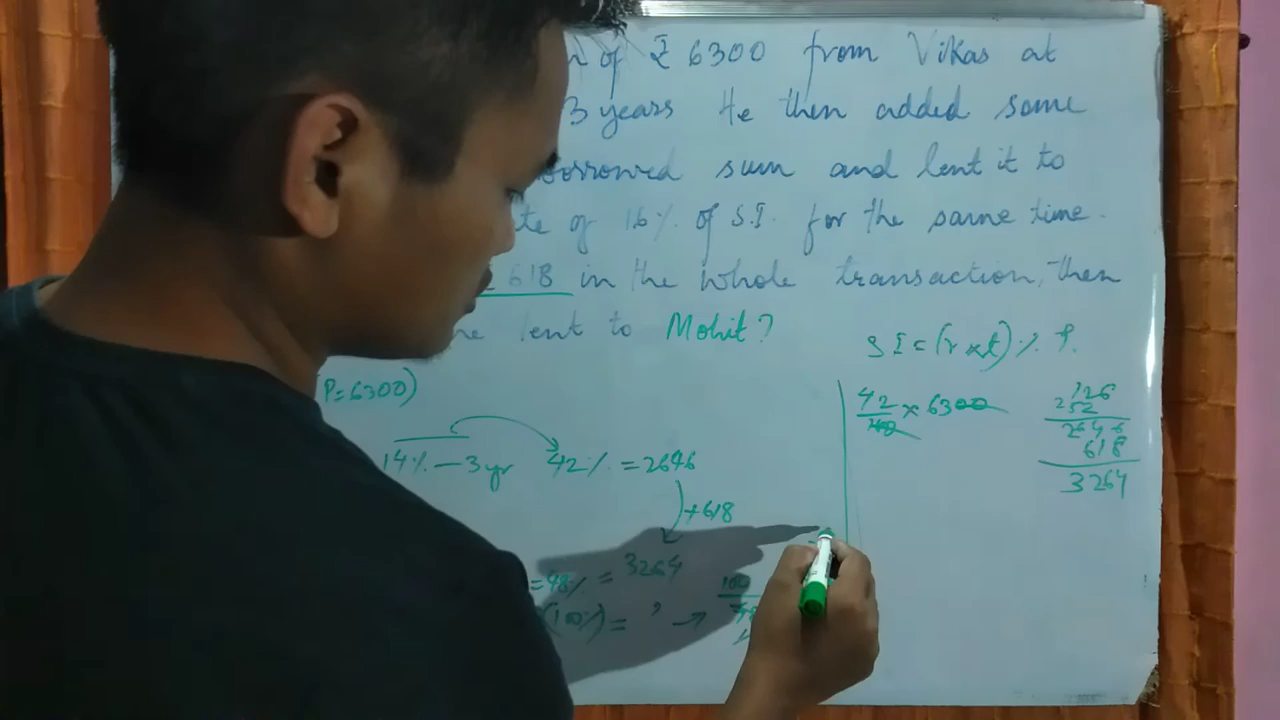 of ₹ 6300 from Vikas at
3 years He then added some
borrowed sum and lent it to
of 16% of S.I. for the same time.
618 in the whole transaction, then
lent to Mohit?
SI = (r×t)% P.
(P=6300)
42/100 × 6300
126
252
2646
618
3264
14% — 3yr 42% = 2646
+618
=48% = 3264
(100%) = ? →